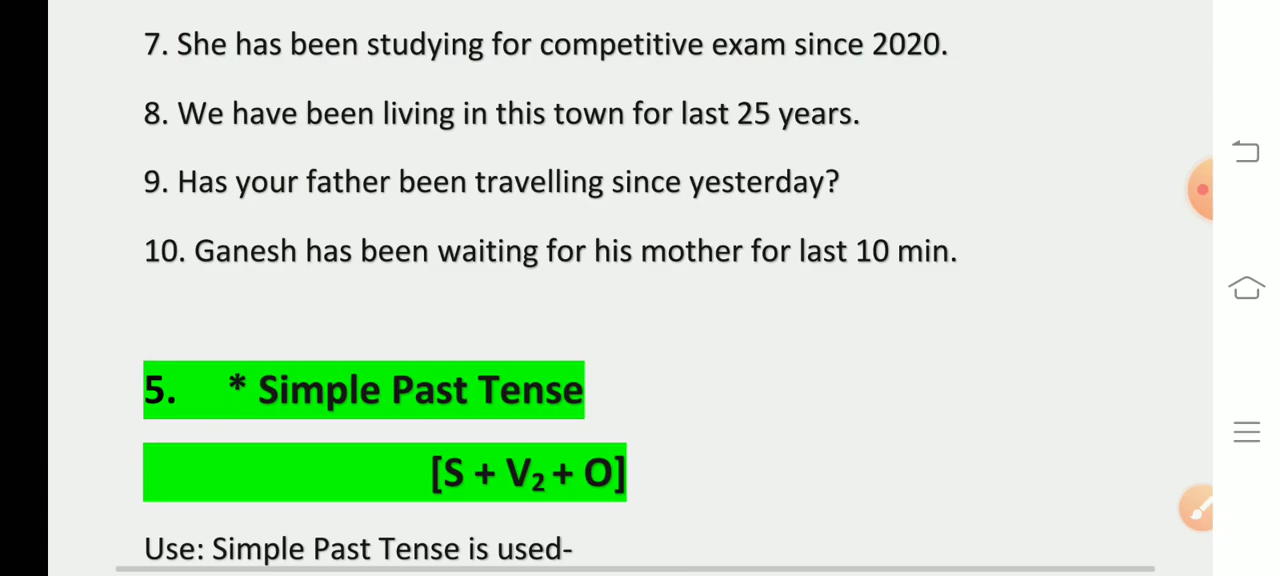 7. She has been studying for competitive exam since 2020.
8. We have been living in this town for last 25 years.
9. Has your father been travelling since yesterday?
10. Ganesh has been waiting for his mother for last 10 min.
5. * Simple Past Tense
[S + V₂ + O]
Use: Simple Past Tense is used-